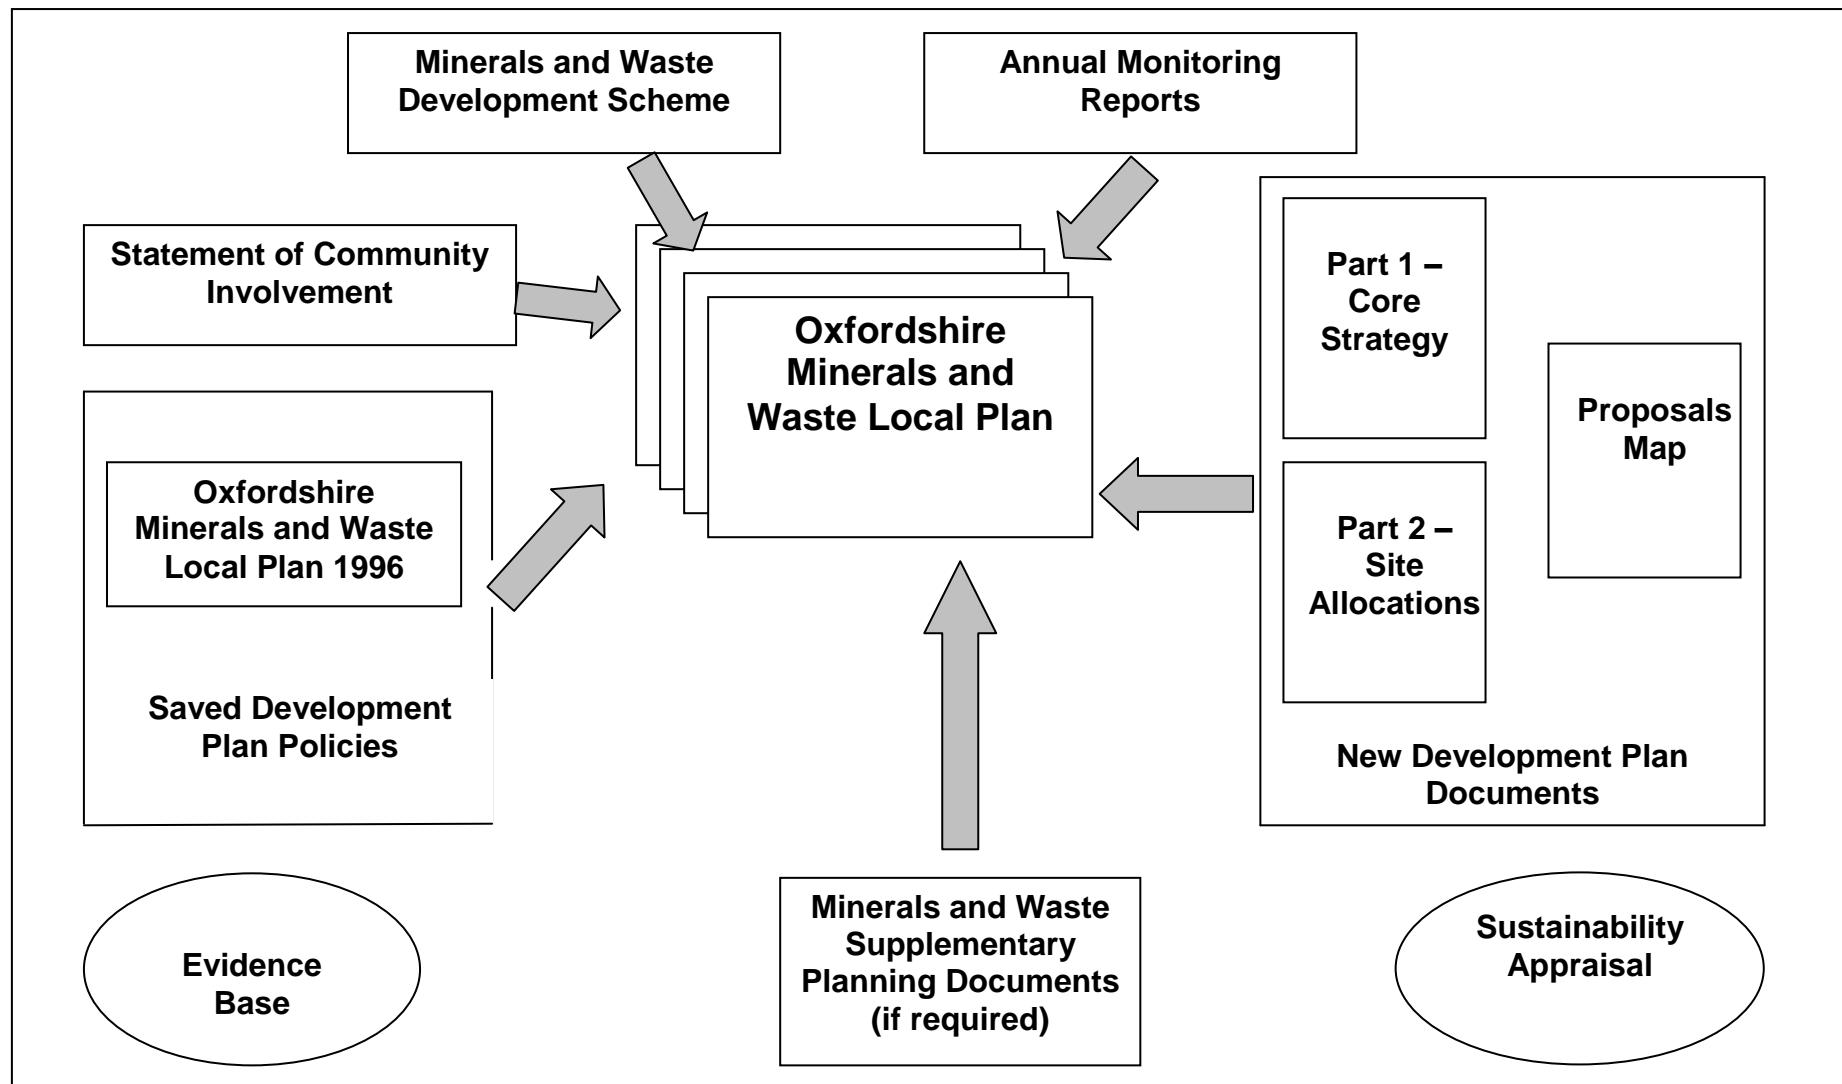 Minerals and Waste
Development Scheme
Annual Monitoring
Reports
Statement of Community
Involvement
Oxfordshire
Minerals and
Waste Local Plan
Part 1 –
Core
Strategy
Proposals
Map
Oxfordshire
Minerals and Waste
Local Plan 1996
Part 2 –
Site
Allocations
Saved Development
Plan Policies
New Development Plan
Documents
Evidence
Base
Minerals and Waste
Supplementary
Planning Documents
(if required)
Sustainability
Appraisal